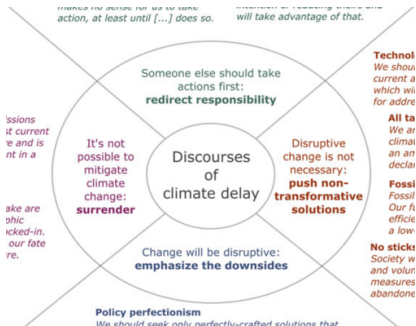 makes no sense for us to take
action, at least until [...] does so.
will take advantage of that.
Someone else should take
actions first:
redirect responsibility
It's not
possible to
mitigate
climate
change:
surrender
Discourses
of
climate delay
Disruptive
change is not
necessary:
push non-
transformative
solutions
Change will be disruptive:
emphasize the downsides
st current
re and is
nt in a
ake are
phic
ocked-in.
our fate
re.
We shou
current a
which wil
for addre
All ta
We ar
climat
an am
declar
Fossi
Fossil
Our fu
efficie
a low-
No sticks
Society w
and volun
measures
abandone
Policy perfectionism
We should seek only perfectly-crafted solutions that